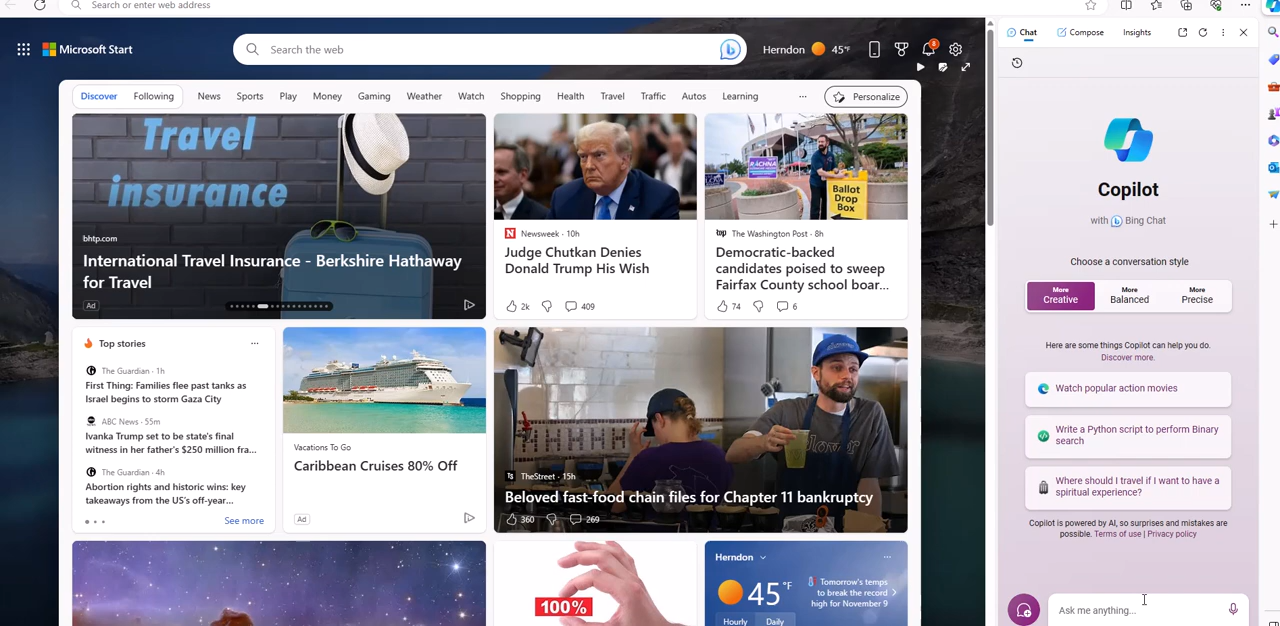 Search or enter web address
Microsoft Start
Search the web
Herndon 45°F
3
Discover Following News Sports Play Money Gaming Weather Watch Shopping Health Travel Traffic Autos Learning ... Personalize
Travel
insurance
bhtp.com
International Travel Insurance - Berkshire Hathaway
for Travel
Ad
Newsweek · 10h
Judge Chutkan Denies
Donald Trump His Wish
2k 409
RACHNA
Ballot
Drop
Box
wp The Washington Post · 8h
Democratic-backed
candidates poised to sweep
Fairfax County school boar...
74 6
Top stories ...
The Guardian · 1h
First Thing: Families flee past tanks as
Israel begins to storm Gaza City
ABC News · 55m
Ivanka Trump set to be state's final
witness in her father's $250 million fra...
The Guardian · 4h
Abortion rights and historic wins: key
takeaways from the US's off-year...
See more
Vacations To Go
Caribbean Cruises 80% Off
Ad
TheStreet · 15h
Beloved fast-food chain files for Chapter 11 bankruptcy
360 269
100%
Herndon ...
45 °F
Tomorrow's temps
to break the record
high for November 9
Hourly Daily
Chat Compose Insights
Copilot
with Bing Chat
Choose a conversation style
More
Creative
More
Balanced
More
Precise
Here are some things Copilot can help you do.
Discover more.
Watch popular action movies
Write a Python script to perform Binary
search
Where should I travel if I want to have a
spiritual experience?
Copilot is powered by AI, so surprises and mistakes are
possible. Terms of use | Privacy policy
Ask me anything...